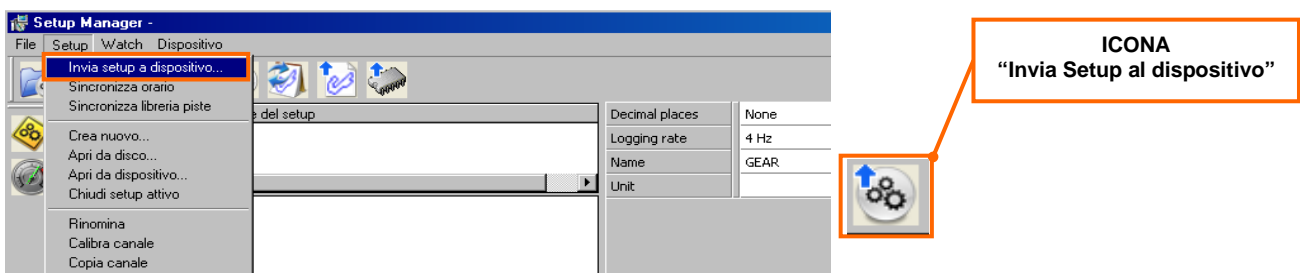 Setup Manager -
File Setup Watch Dispositivo
Invia setup a dispositivo...
Sincronizza orario
Sincronizza libreria piste
Crea nuovo...
Apri da disco...
Apri da dispositivo...
Chiudi setup attivo
Rinomina
Calibra canale
Copia canale
del setup
Decimal places None
Logging rate 4 Hz
Name GEAR
Unit
ICONA
“Invia Setup al dispositivo”